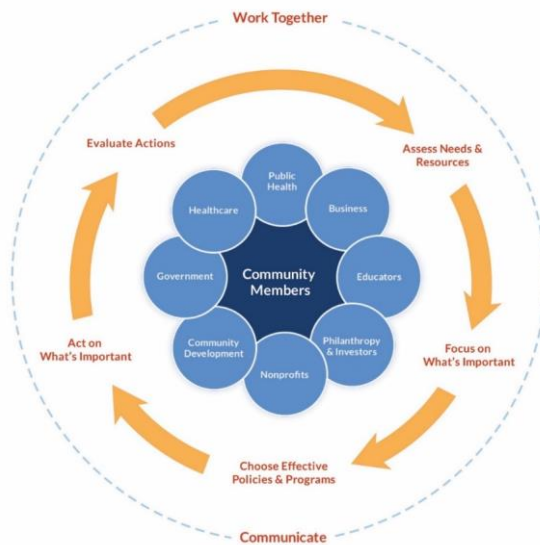 Work Together
Evaluate Actions
Assess Needs &
Resources
Public
Health
Healthcare
Business
Government
Community
Members
Educators
Community
Development
Philanthropy
& Investors
Nonprofits
Act on
What's Important
Focus on
What's Important
Choose Effective
Policies & Programs
Communicate